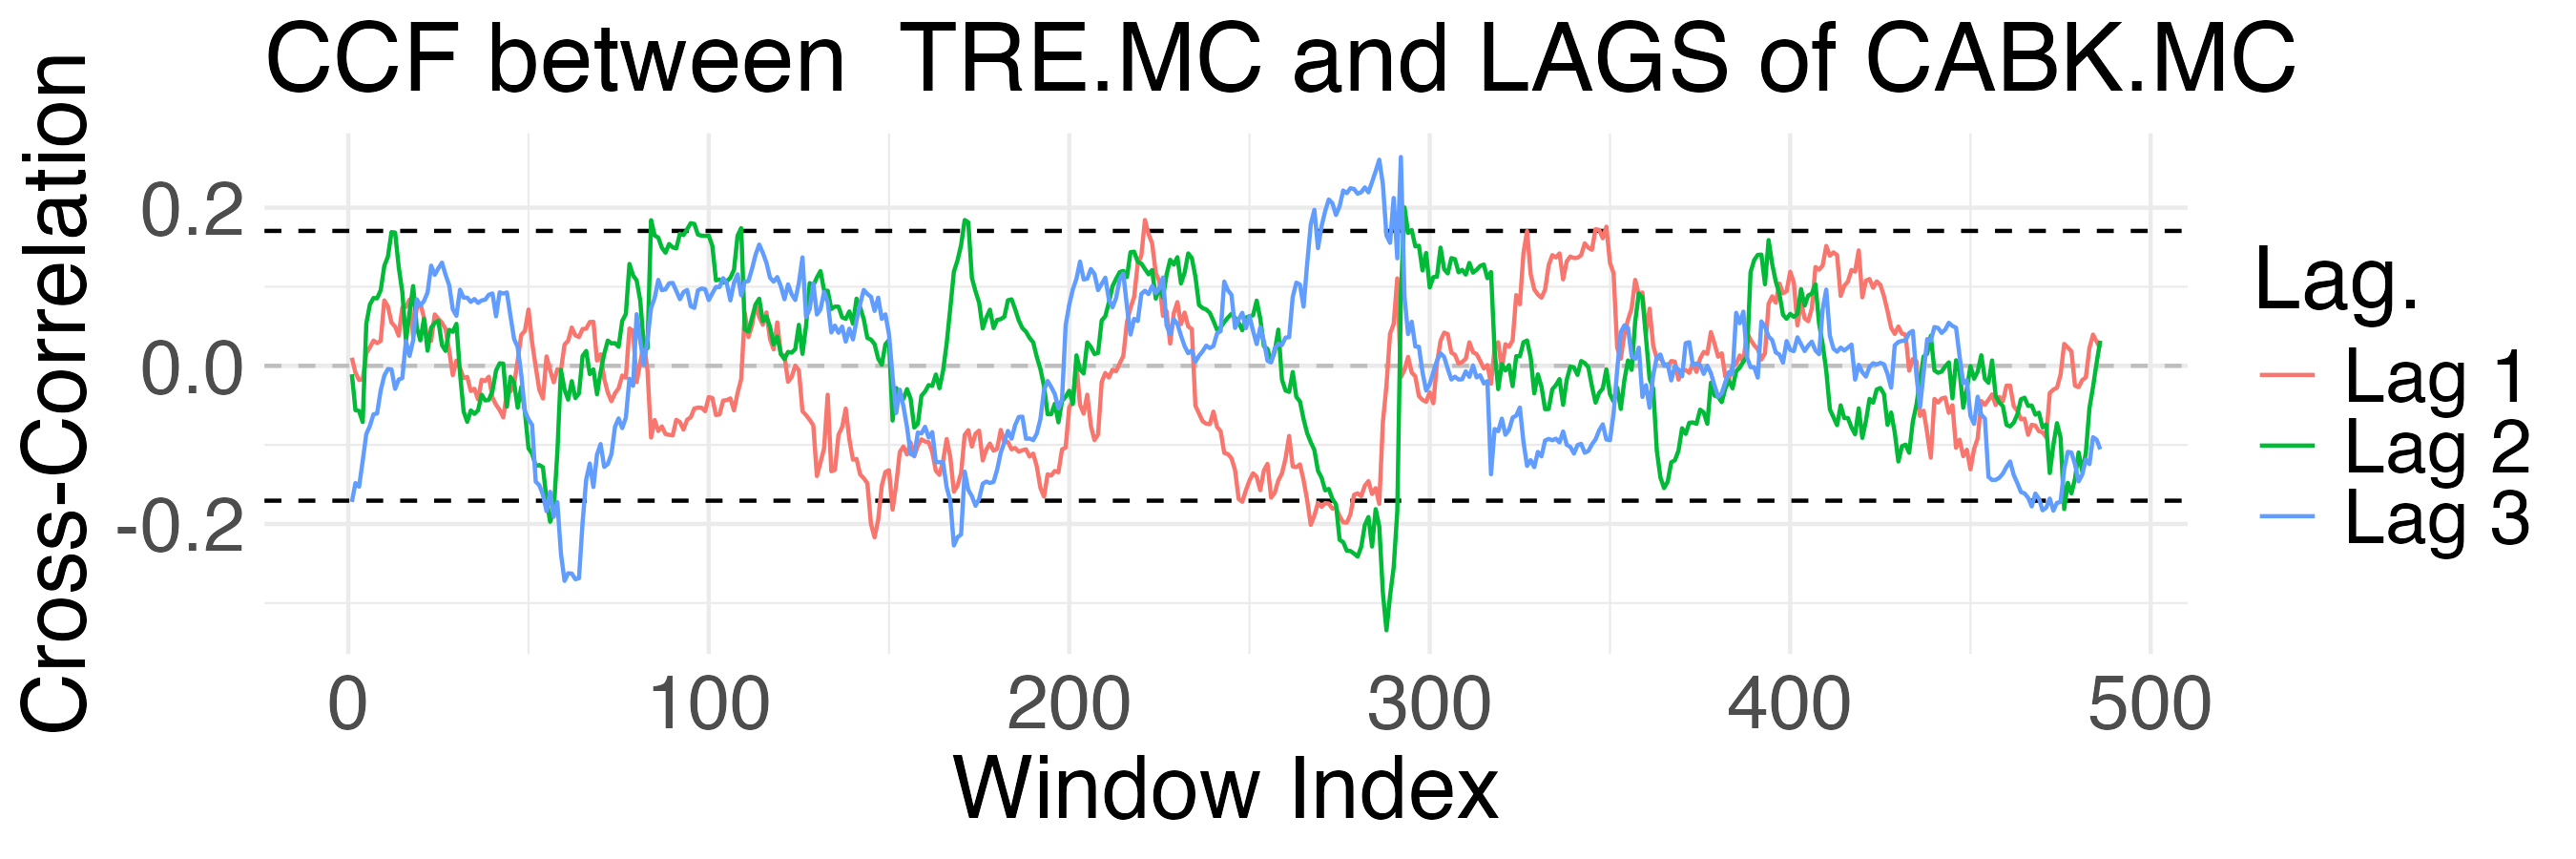 CCF between  TRE.MC and LAGS of CABK.MC
Cross-Correlation
0.2
0.0
-0.2
0 100 200 300 400 500
Window Index
Lag.
Lag 1
Lag 2
Lag 3